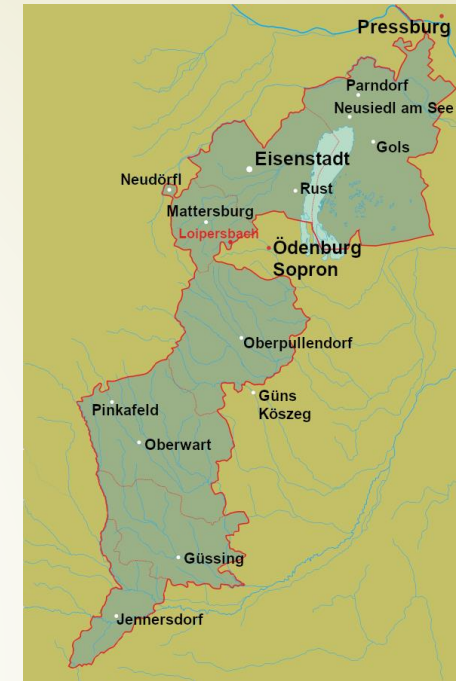 Pressburg
Parndorf
Neusiedl am See
Gols
Eisenstadt
Neudörfl
Rust
Mattersburg
Loipersbach
Ödenburg
Sopron
Oberpullendorf
Güns
Köszeg
Pinkafeld
Oberwart
Güssing
Jennersdorf